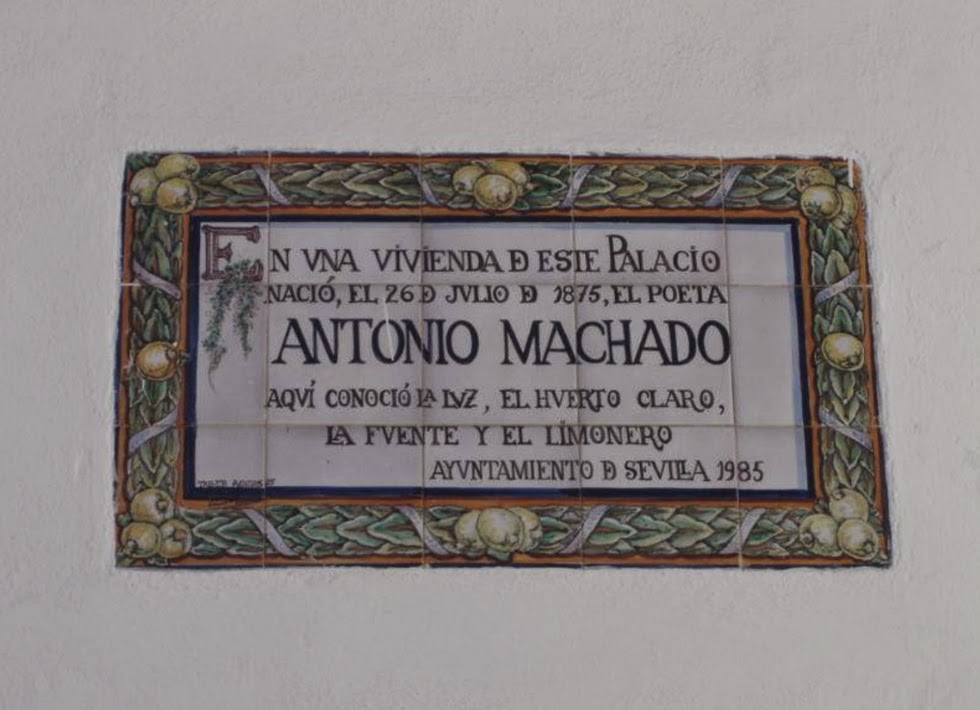 EN VNA VIVIENDA D ESTE PALACIO
NACIÓ, EL 26 D JVLIO D 1875, EL POETA
ANTONIO MACHADO
AQVÍ CONOCIÓ LA LVZ, EL HVERTO CLARO,
LA FVENTE Y EL LIMONERO
AYVNTAMIENTO D SEVILLA 1985